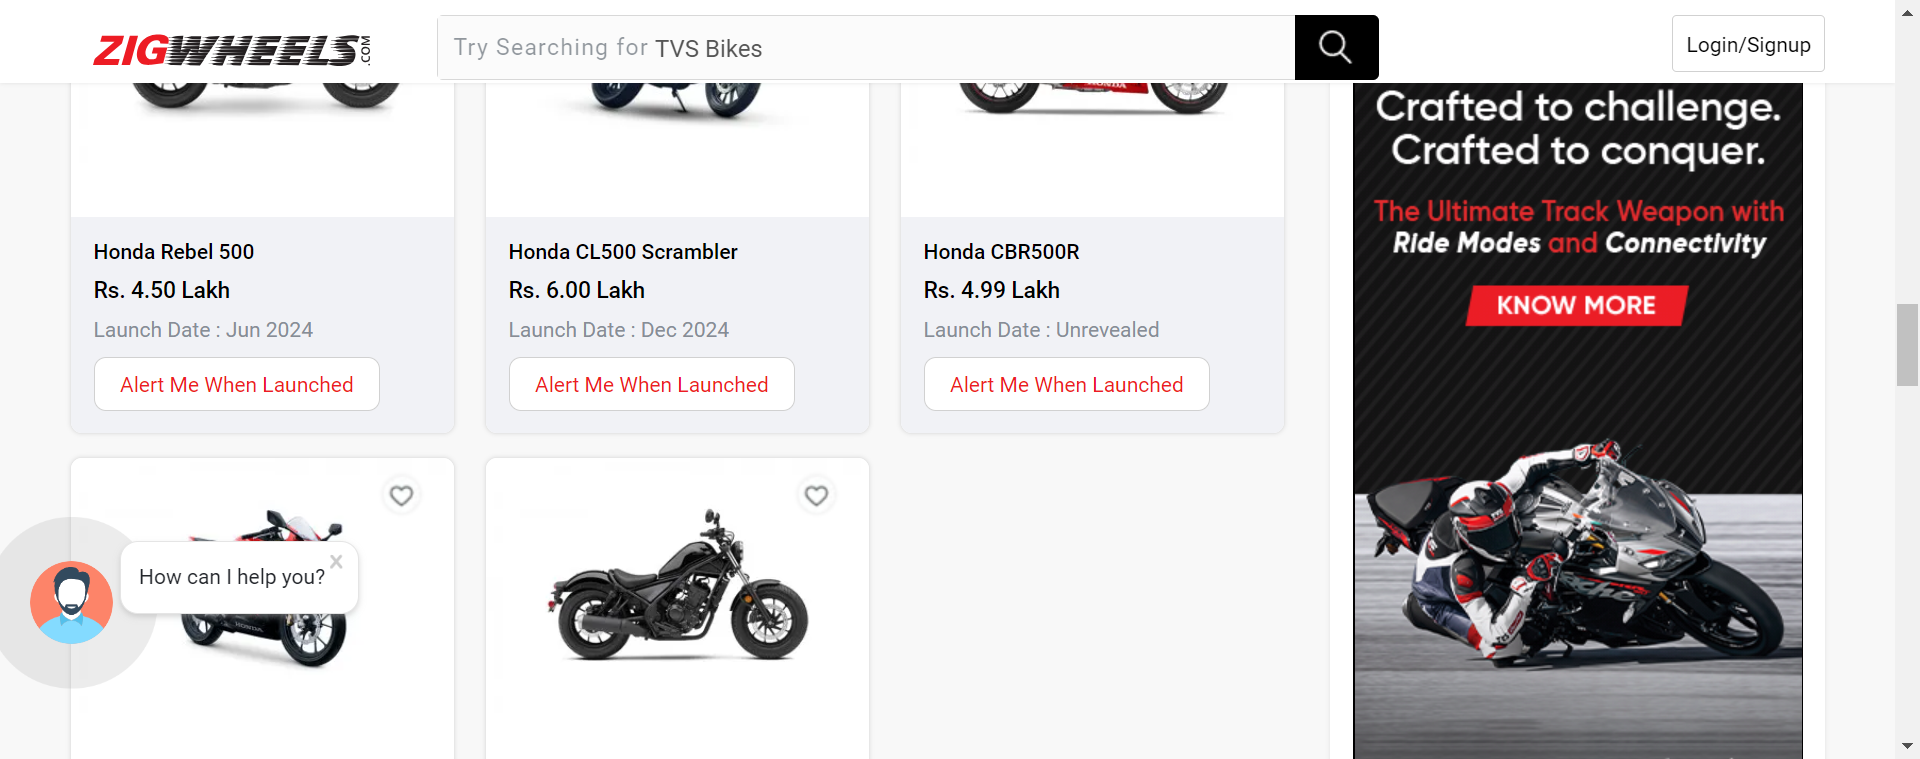 ZIGWHEELS.COM
Try Searching for TVS Bikes
Login/Signup
HONDA
Honda Rebel 500
Rs. 4.50 Lakh
Launch Date : Jun 2024
Alert Me When Launched
Honda CL500 Scrambler
Rs. 6.00 Lakh
Launch Date : Dec 2024
Alert Me When Launched
Honda CBR500R
Rs. 4.99 Lakh
Launch Date : Unrevealed
Alert Me When Launched
How can I help you?
HONDA
Crafted to challenge.
Crafted to conquer.
The Ultimate Track Weapon with
Ride Modes and Connectivity
KNOW MORE